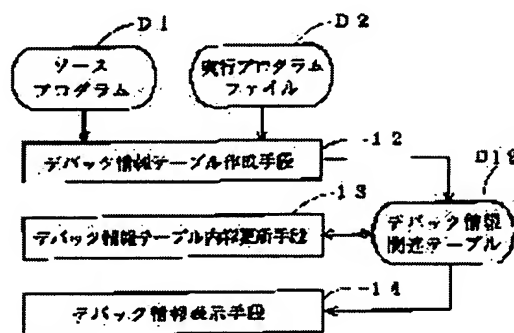 D1
D2
ソース
プログラム
実行プログラム
ファイル
12
デバッグ情報テーブル作成手段
D12
13
デバッグ情報テーブル内容更新手段
デバッグ情報
関連テーブル
14
デバッグ情報表示手段